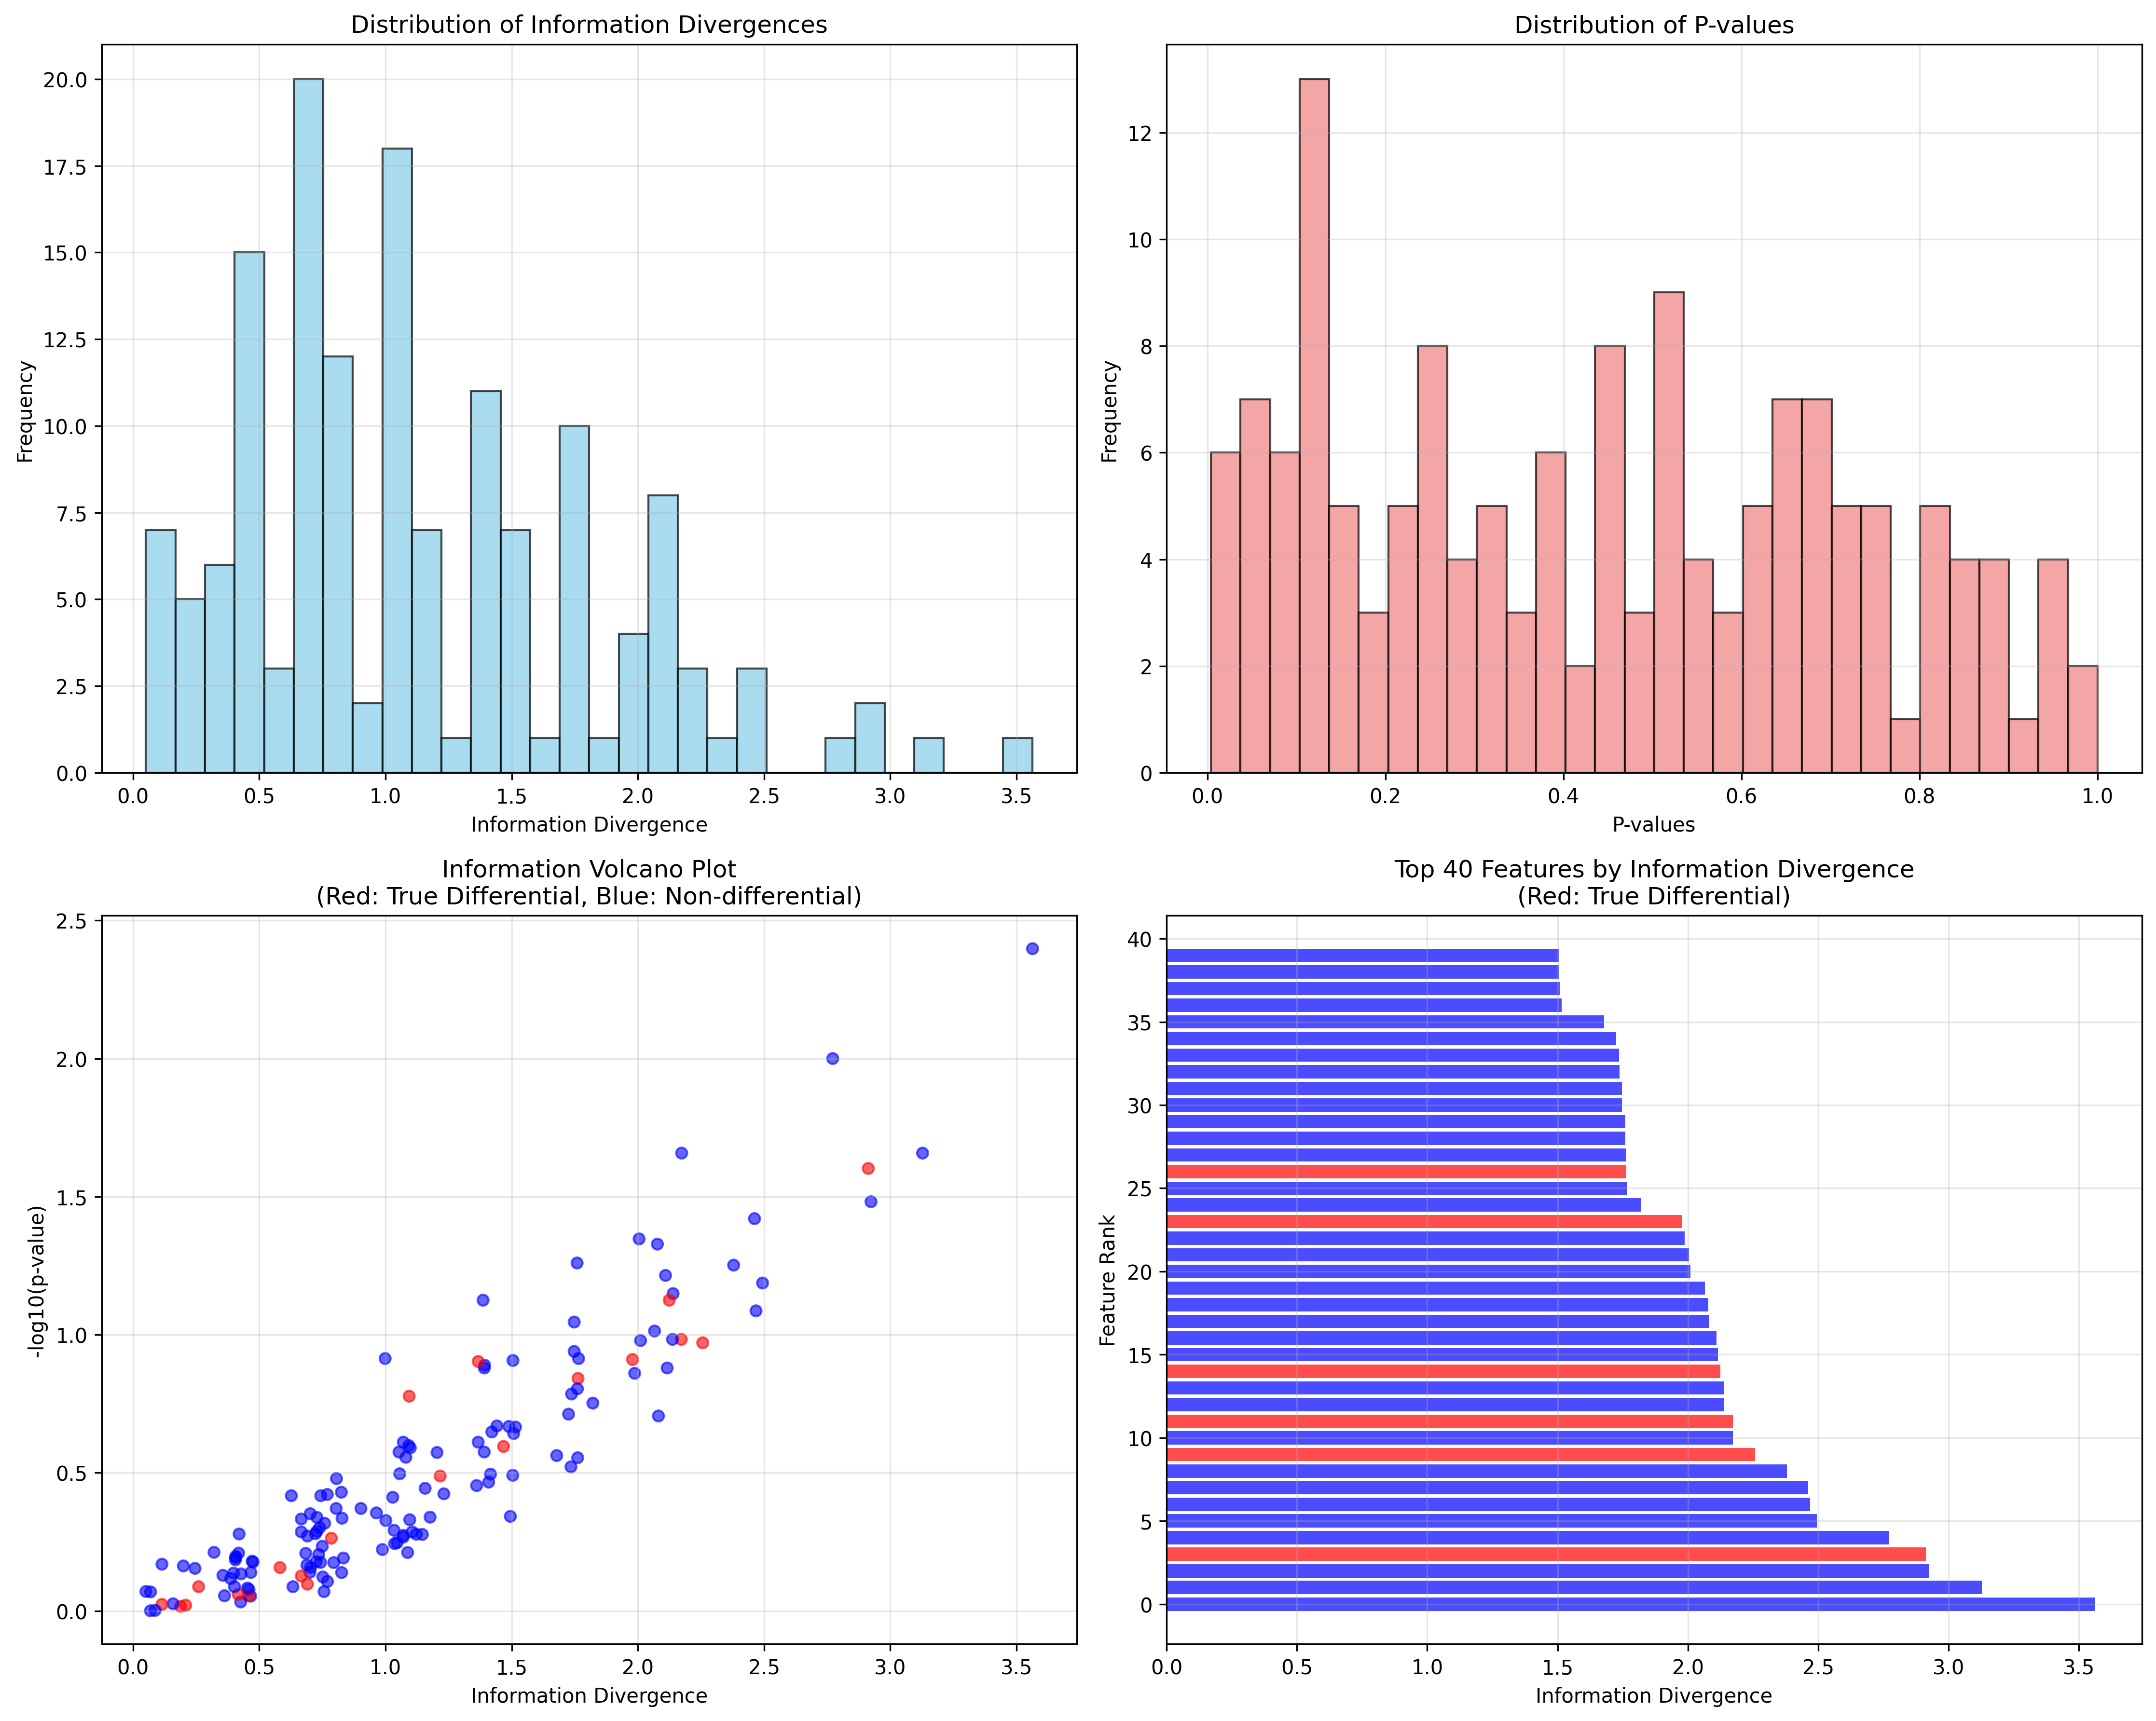 Distribution of Information Divergences
20.0
17.5
15.0
12.5
10.0
7.5
5.0
2.5
0.0
Frequency
0.0 0.5 1.0 1.5 2.0 2.5 3.0 3.5
Information Divergence
Distribution of P-values
12
10
8
6
4
2
0
Frequency
0.0 0.2 0.4 0.6 0.8 1.0
P-values
Information Volcano Plot
(Red: True Differential, Blue: Non-differential)
2.5
2.0
1.5
1.0
0.5
0.0
-log10(p-value)
0.0 0.5 1.0 1.5 2.0 2.5 3.0 3.5
Information Divergence
Top 40 Features by Information Divergence
(Red: True Differential)
40
35
30
25
20
15
10
5
0
Feature Rank
0.0 0.5 1.0 1.5 2.0 2.5 3.0 3.5
Information Divergence